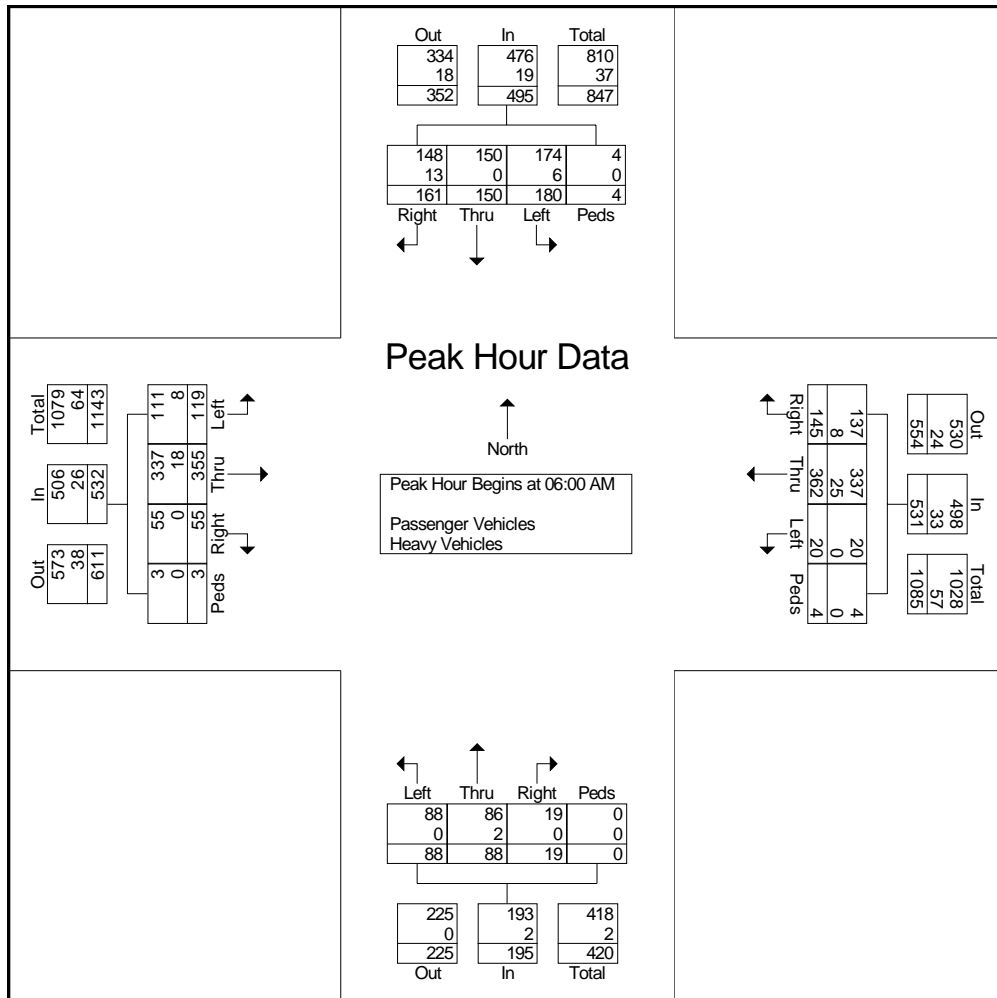 Out In Total
334 476 810
18 19 37
352 495 847
148 150 174 4
13 0 6 0
161 150 180 4
Right Thru Left Peds
Peak Hour Data
North
Peak Hour Begins at 06:00 AM
Passenger Vehicles
Heavy Vehicles
Total In Out
1079 506 573
64 26 38
1143 532 611
111 337 55 3
8 18 0 0
119 355 55 3
Left Thru Right Peds
Out In Total
530 498 1028
24 33 57
554 531 1085
137 337 20 4
8 25 0 0
145 362 20 4
Right Thru Left Peds
Left Thru Right Peds
88 86 19 0
0 2 0 0
88 88 19 0
225 193 418
0 2 2
225 195 420
Out In Total